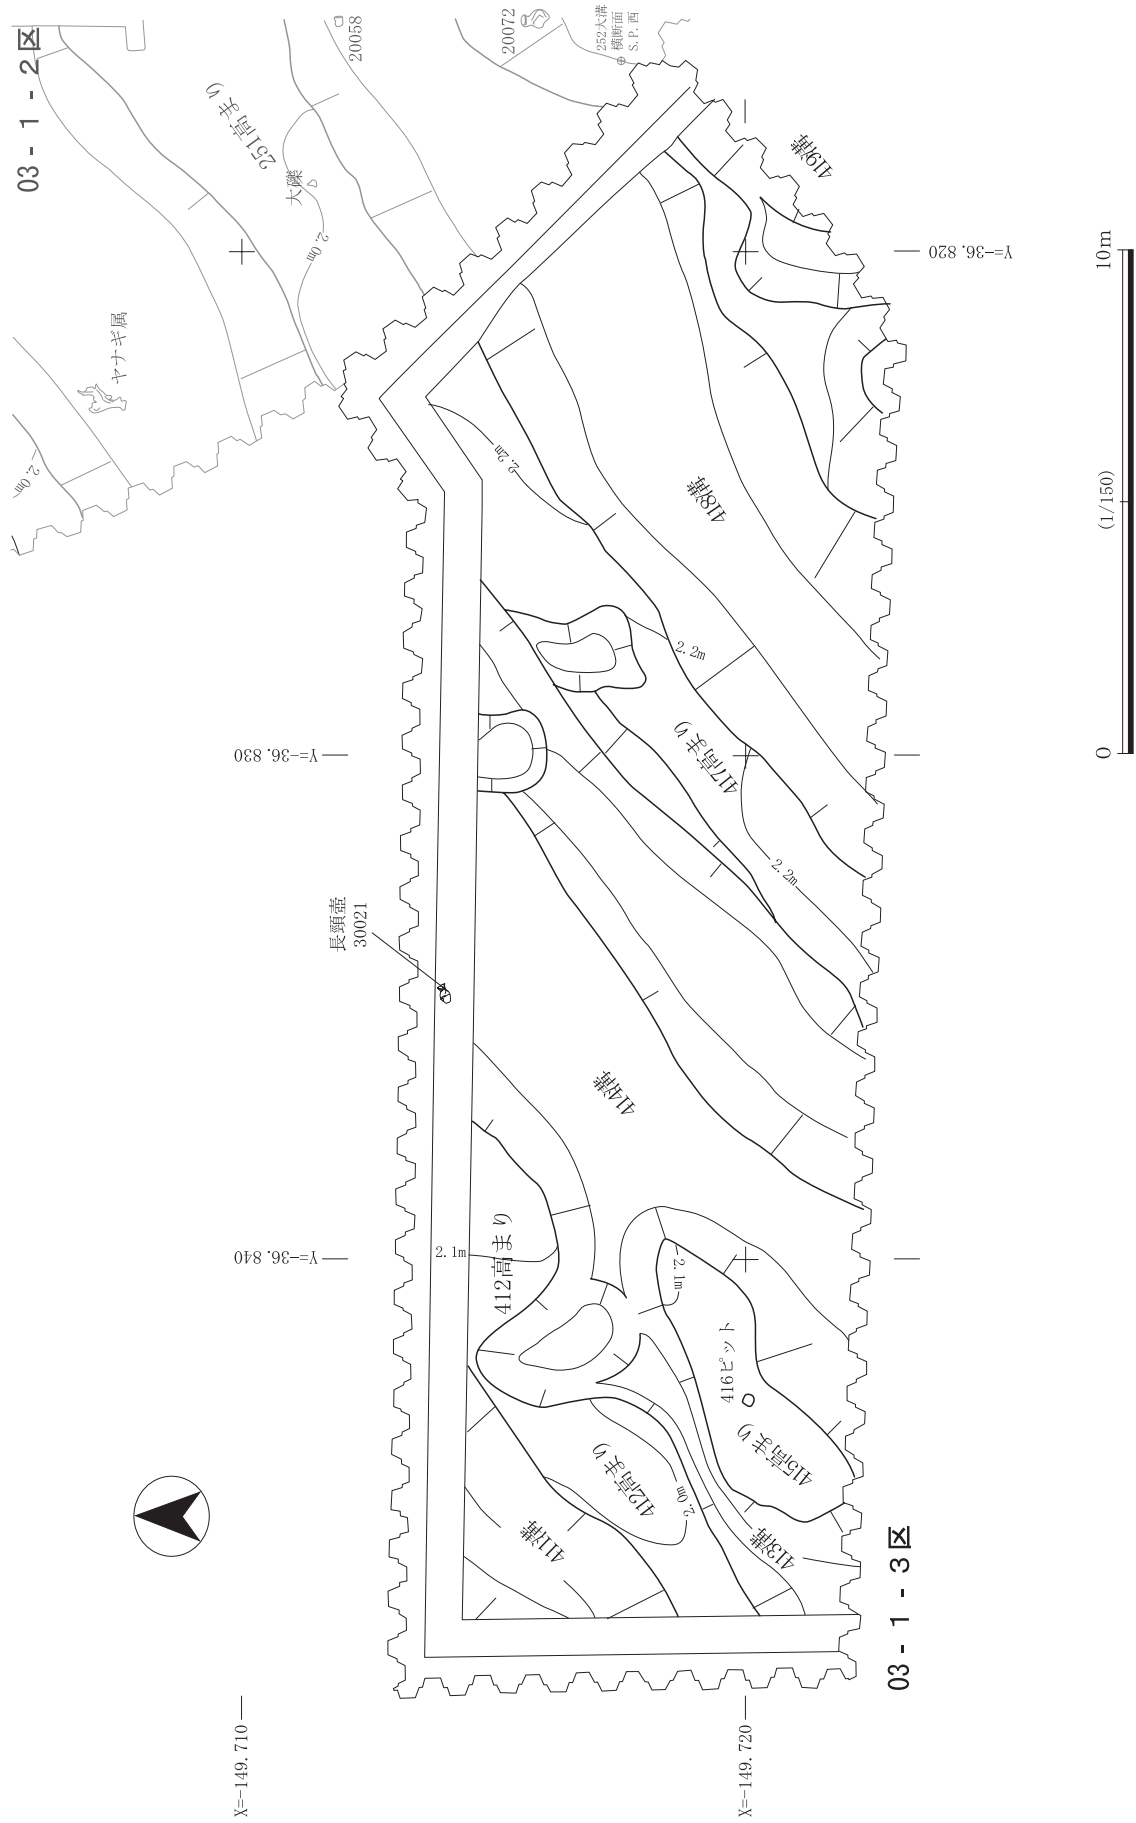 03-1-2区
251高まり
20058
20072
252大溝
横断面
S.P.西
大礫
2.0m
ヤナギ属
2.0m
419溝
Y=-36.820
10m
(1/150)
0
2.2m
418溝
2.2m
417高まり
2.2m
Y=-36.830
長頸壺
30021
414溝
Y=-36.840
2.1m
412高まり
2.1m
416ピット
415高まり
412高まり
2.0m
411溝
413溝
03-1-3区
X=-149.710
X=-149.720